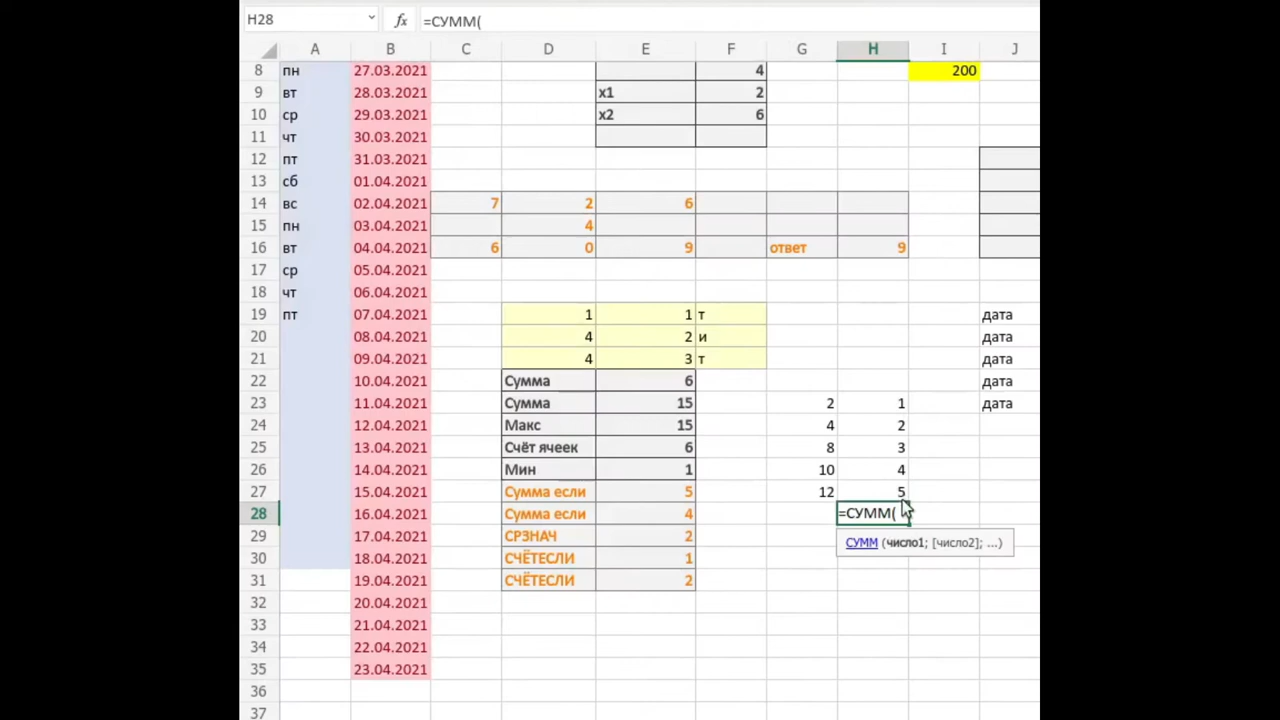 H28 fx =СУММ(
A B C D E F G H I J
8 пн 27.03.2021 4 200
9 вт 28.03.2021 x1 2
10 ср 29.03.2021 x2 6
11 чт 30.03.2021
12 пт 31.03.2021
13 сб 01.04.2021
14 вс 02.04.2021 7 2 6
15 пн 03.04.2021 4
16 вт 04.04.2021 6 0 9 ответ 9
17 ср 05.04.2021
18 чт 06.04.2021
19 пт 07.04.2021 1 1 т дата
20 08.04.2021 4 2 и дата
21 09.04.2021 4 3 т дата
22 10.04.2021 Сумма 6 дата
23 11.04.2021 Сумма 15 2 1 дата
24 12.04.2021 Макс 15 4 2
25 13.04.2021 Счёт ячеек 6 8 3
26 14.04.2021 Мин 1 10 4
27 15.04.2021 Сумма если 5 12 5
28 16.04.2021 Сумма если 4 =СУММ(
29 17.04.2021 СРЗНАЧ 2 СУММ (число1; [число2]; ...)
30 18.04.2021 СЧЁТЕСЛИ 1
31 19.04.2021 СЧЁТЕСЛИ 2
32 20.04.2021
33 21.04.2021
34 22.04.2021
35 23.04.2021
36
37